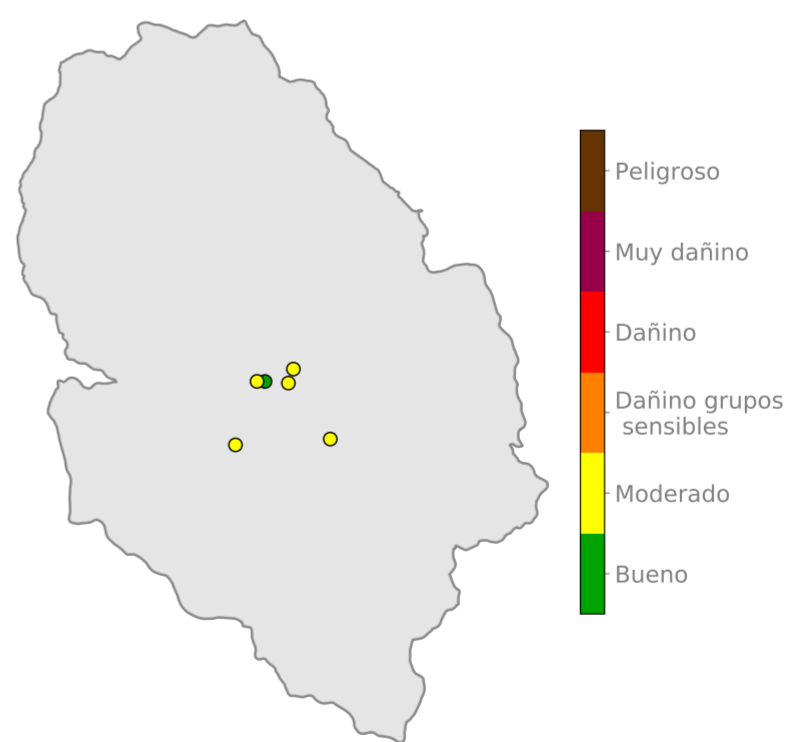 Peligroso
Muy dañino
Dañino
Dañino grupos
sensibles
Moderado
Bueno